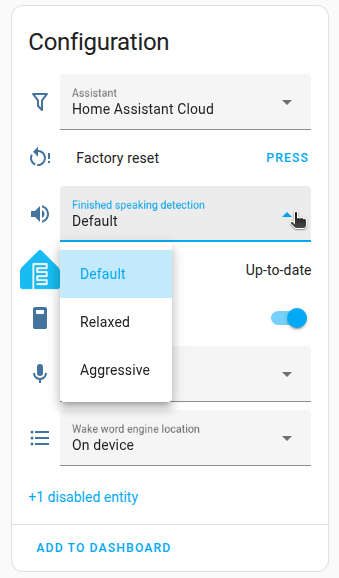 Configuration
Assistant
Home Assistant Cloud
Factory reset
PRESS
Finished speaking detection
Default
Up-to-date
Default
Relaxed
Aggressive
Wake word engine location
On device
+1 disabled entity
ADD TO DASHBOARD